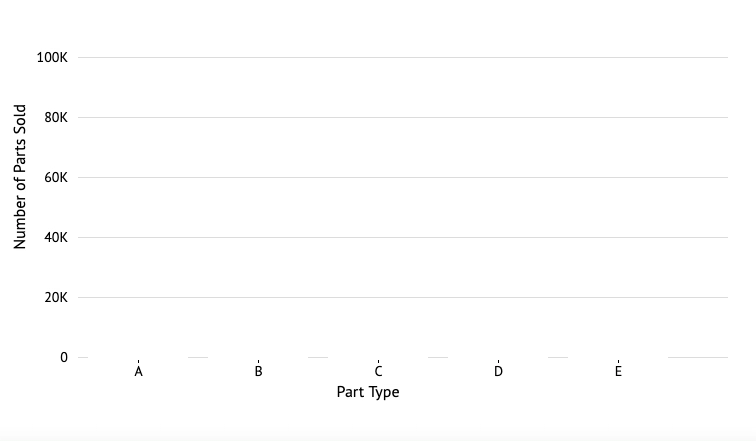 100K
80K
60K
40K
20K
0
Number of Parts Sold
A B C D E
Part Type